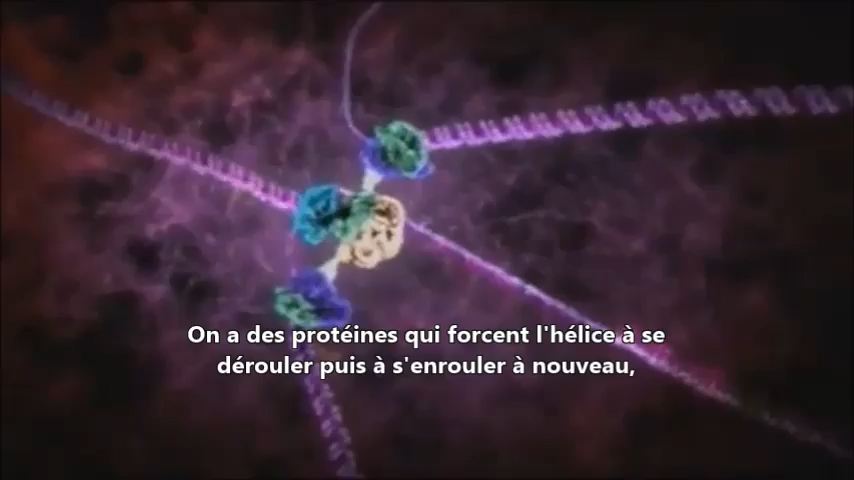 On a des protéines qui forcent l'hélice à se
dérouler puis à s'enrouler à nouveau,